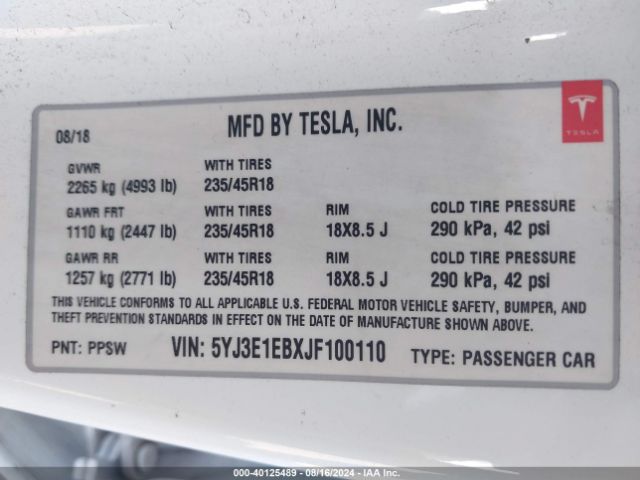 08/18
MFD BY TESLA, INC.
TESLA
GVWR WITH TIRES
2265 kg (4993 lb) 235/45R18
GAWR FRT WITH TIRES RIM COLD TIRE PRESSURE
1110 kg (2447 lb) 235/45R18 18X8.5 J 290 kPa, 42 psi
GAWR RR WITH TIRES RIM COLD TIRE PRESSURE
1257 kg (2771 lb) 235/45R18 18X8.5 J 290 kPa, 42 psi
THIS VEHICLE CONFORMS TO ALL APPLICABLE U.S. FEDERAL MOTOR VEHICLE SAFETY, BUMPER, AND
THEFT PREVENTION STANDARDS IN EFFECT ON THE DATE OF MANUFACTURE SHOWN ABOVE.
PNT: PPSW VIN: 5YJ3E1EBXJF100110 TYPE: PASSENGER CAR
000-40125489 - 08/16/2024 - IAA Inc.